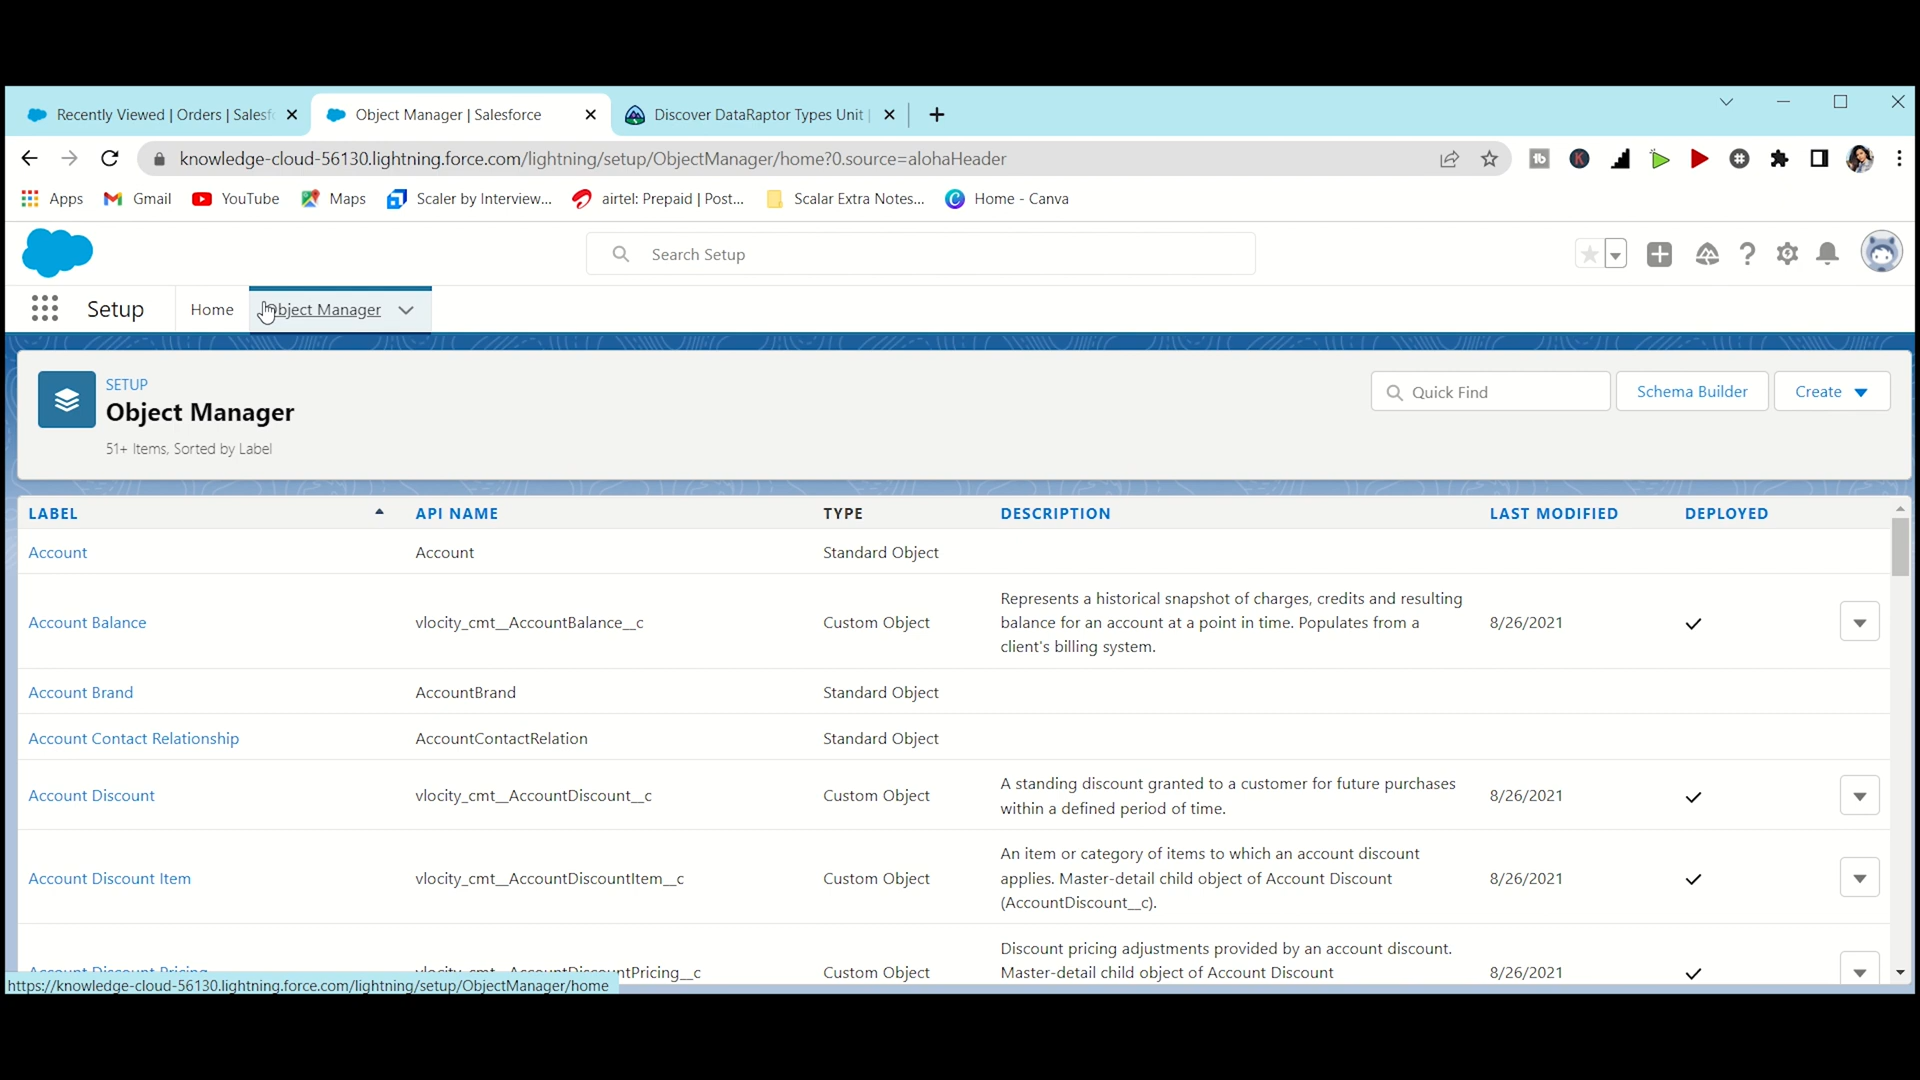 Recently Viewed | Orders | Salesf
Object Manager | Salesforce
Discover DataRaptor Types Unit |
knowledge-cloud-56130.lightning.force.com/lightning/setup/ObjectManager/home?0.source=alohaHeader
Apps
Gmail
YouTube
Maps
Scaler by Interview...
airtel: Prepaid | Post...
Scalar Extra Notes...
Home - Canva
Search Setup
Setup
Home
Object Manager
SETUP
Object Manager
51+ Items, Sorted by Label
Quick Find
Schema Builder
Create
LABEL API NAME TYPE DESCRIPTION LAST MODIFIED DEPLOYED
Account Account Standard Object
Account Balance vlocity_cmt__AccountBalance__c Custom Object
Represents a historical snapshot of charges, credits and resulting
balance for an account at a point in time. Populates from a
client's billing system.
8/26/2021
Account Brand AccountBrand Standard Object
Account Contact Relationship AccountContactRelation Standard Object
Account Discount vlocity_cmt__AccountDiscount__c Custom Object
A standing discount granted to a customer for future purchases
within a defined period of time.
8/26/2021
Account Discount Item vlocity_cmt__AccountDiscountItem__c Custom Object
An item or category of items to which an account discount
applies. Master-detail child object of Account Discount
(AccountDiscount__c).
8/26/2021
Account Discount Pricing vlocity_cmt__AccountDiscountPricing__c Custom Object
Discount pricing adjustments provided by an account discount.
Master-detail child object of Account Discount
8/26/2021
https://knowledge-cloud-56130.lightning.force.com/lightning/setup/ObjectManager/home